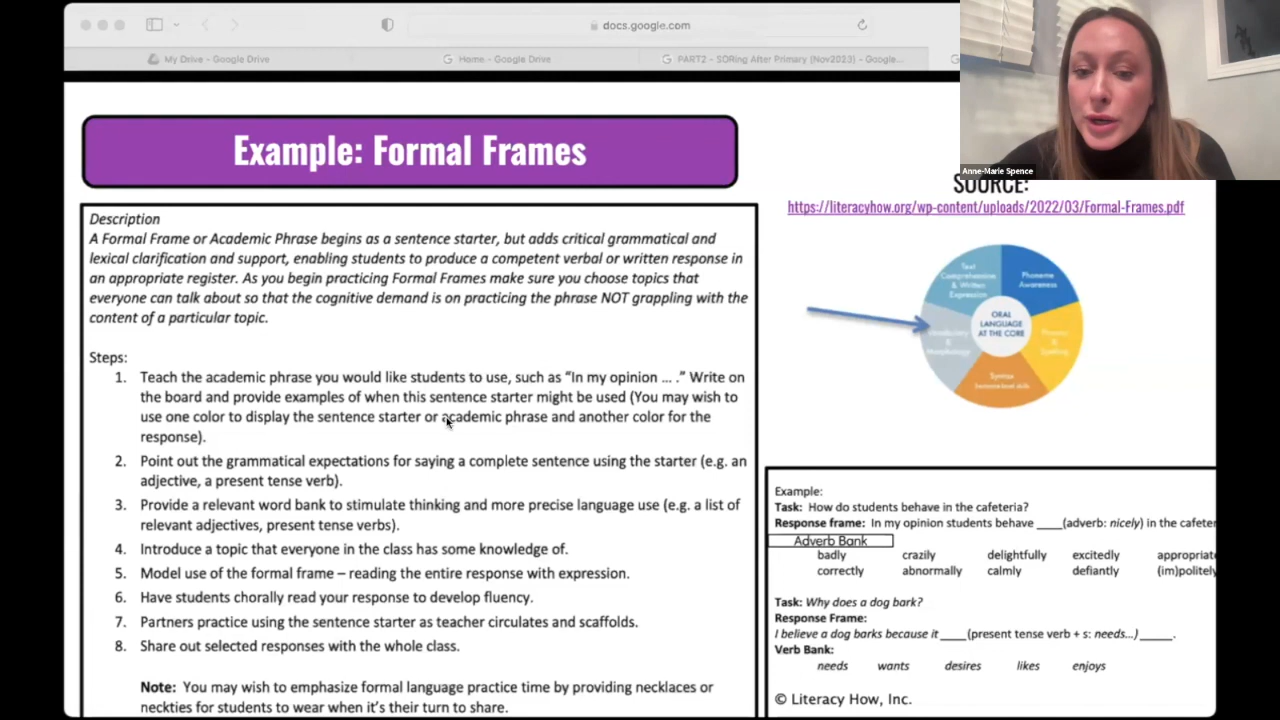 docs.google.com
My Drive - Google Drive
Home - Google Drive
PART2 - SORing After Primary (Nov2023) - Google...
Anne-Marie Spence
Example: Formal Frames
SOURCE:
https://literacyhow.org/wp-content/uploads/2022/03/Formal-Frames.pdf
Description
A Formal Frame or Academic Phrase begins as a sentence starter, but adds critical grammatical and
lexical clarification and support, enabling students to produce a competent verbal or written response in
an appropriate register. As you begin practicing Formal Frames make sure you choose topics that
everyone can talk about so that the cognitive demand is on practicing the phrase NOT grappling with the
content of a particular topic.
Steps:
1. Teach the academic phrase you would like students to use, such as “In my opinion ... .” Write on
the board and provide examples of when this sentence starter might be used (You may wish to
use one color to display the sentence starter or academic phrase and another color for the
response).
2. Point out the grammatical expectations for saying a complete sentence using the starter (e.g. an
adjective, a present tense verb).
3. Provide a relevant word bank to stimulate thinking and more precise language use (e.g. a list of
relevant adjectives, present tense verbs).
4. Introduce a topic that everyone in the class has some knowledge of.
5. Model use of the formal frame – reading the entire response with expression.
6. Have students chorally read your response to develop fluency.
7. Partners practice using the sentence starter as teacher circulates and scaffolds.
8. Share out selected responses with the whole class.
Note: You may wish to emphasize formal language practice time by providing necklaces or
neckties for students to wear when it’s their turn to share.
Text
Comprehension
& Written
Expression
Phoneme
Awareness
ORAL
LANGUAGE
AT THE CORE
&
Morphology
& Spelling
Syntax
Example:
Task: How do students behave in the cafeteria?
Response frame: In my opinion students behave ____(adverb: nicely) in the cafeter
Adverb Bank
badly crazily delightfully excitedly appropriate
correctly abnormally calmly defiantly (im)politely
Task: Why does a dog bark?
Response Frame:
I believe a dog barks because it ____(present tense verb + s: needs...)_____.
Verb Bank:
needs wants desires likes enjoys
© Literacy How, Inc.